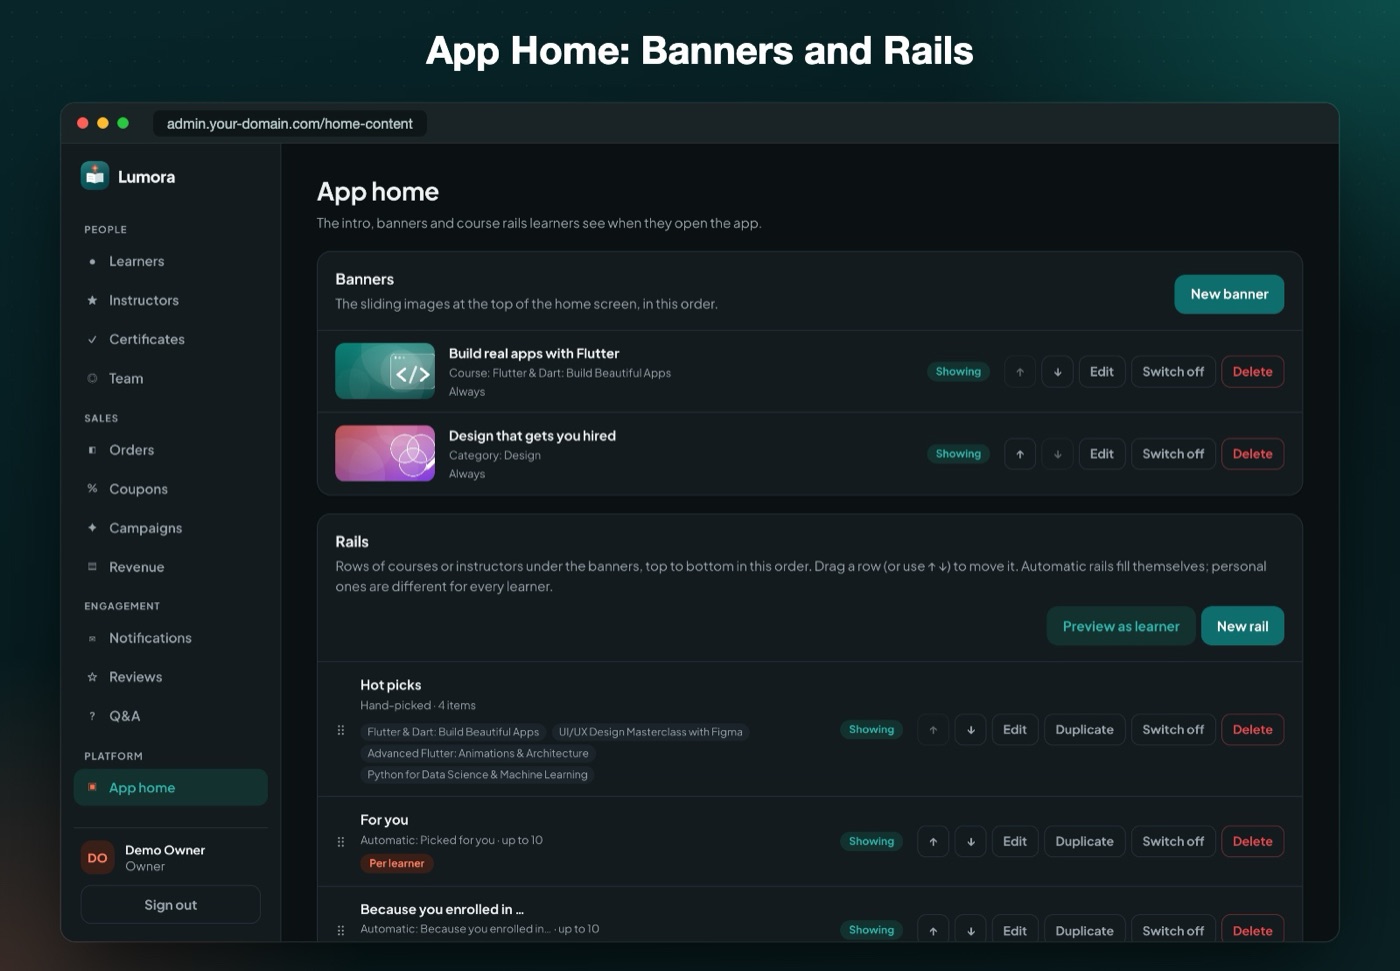 App Home: Banners and Rails
admin.your-domain.com/home-content
Lumora
PEOPLE
Learners
Instructors
Certificates
Team
SALES
Orders
% Coupons
Campaigns
Revenue
ENGAGEMENT
Notifications
Reviews
? Q&A
PLATFORM
App home
DO
Demo Owner
Owner
Sign out
App home
The intro, banners and course rails learners see when they open the app.
Banners
The sliding images at the top of the home screen, in this order.
New banner
</>
Build real apps with Flutter
Course: Flutter & Dart: Build Beautiful Apps
Always
Showing ↑ ↓ Edit Switch off Delete
Design that gets you hired
Category: Design
Always
Showing ↑ ↓ Edit Switch off Delete
Rails
Rows of courses or instructors under the banners, top to bottom in this order. Drag a row (or use ↑ ↓) to move it. Automatic rails fill themselves; personal
ones are different for every learner.
Preview as learner New rail
Hot picks
Hand-picked · 4 items
Flutter & Dart: Build Beautiful Apps UI/UX Design Masterclass with Figma
Advanced Flutter: Animations & Architecture
Python for Data Science & Machine Learning
Showing ↑ ↓ Edit Duplicate Switch off Delete
For you
Automatic: Picked for you · up to 10
Per learner
Showing ↑ ↓ Edit Duplicate Switch off Delete
Because you enrolled in …
Automatic: Because you enrolled in… · up to 10
Showing ↑ ↓ Edit Duplicate Switch off Delete